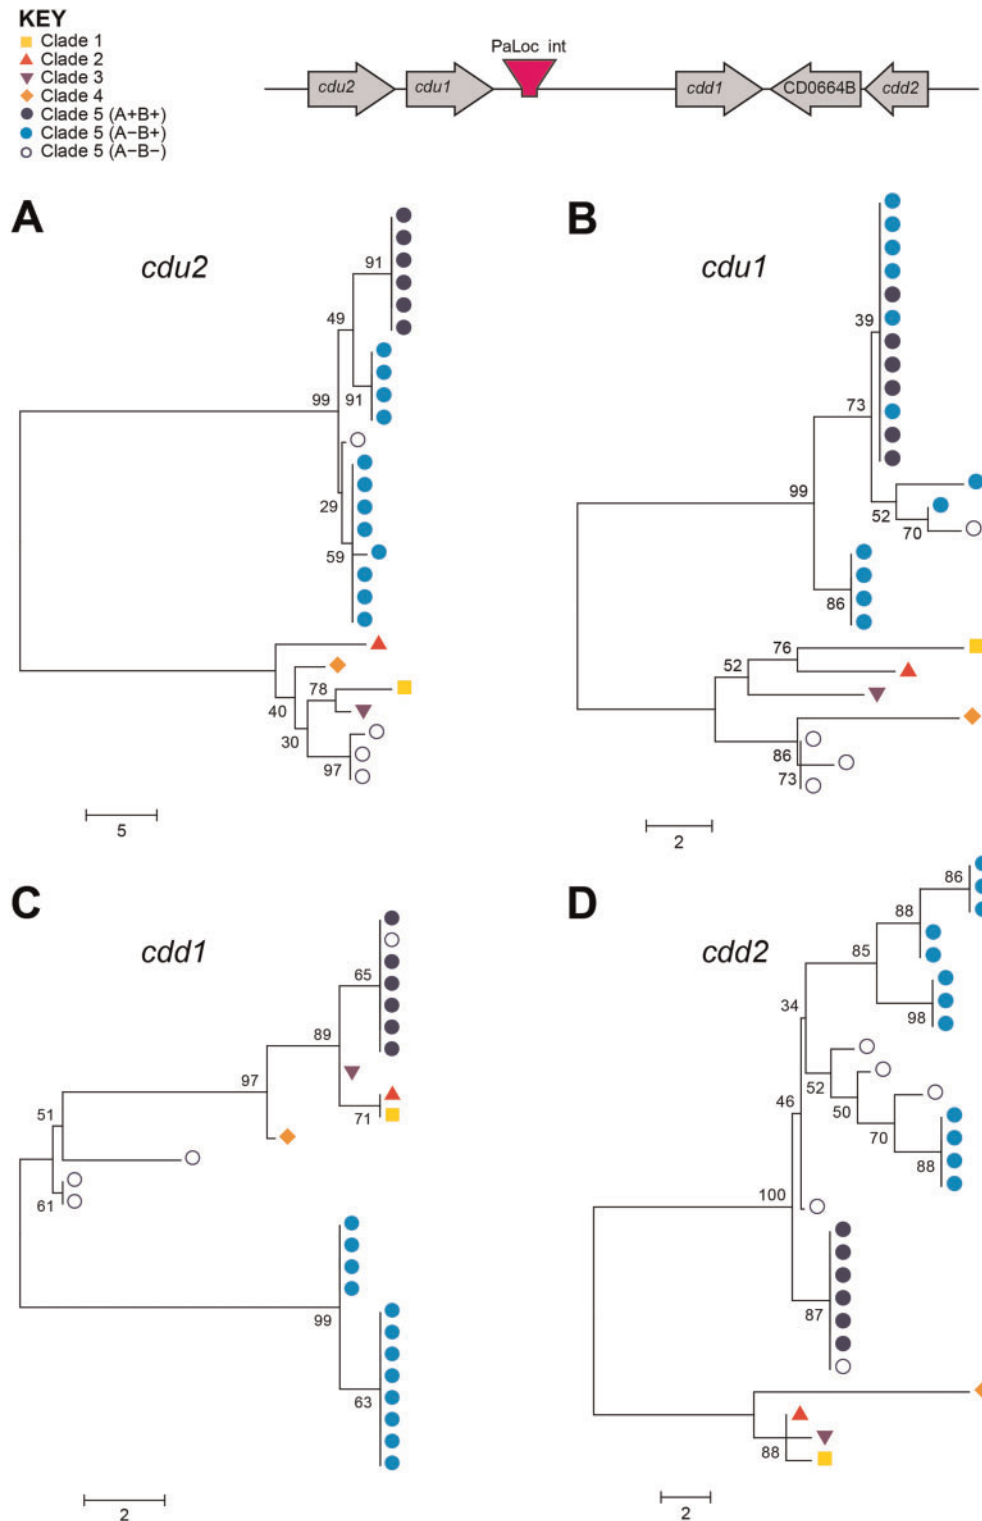 KEY
Clade 1
Clade 2
Clade 3
Clade 4
Clade 5 (A+B+)
Clade 5 (A−B+)
Clade 5 (A−B−)
PaLoc int
cdu2
cdu1
cdd1
CD0664B
cdd2
A
cdu2
91
49
91
99
29
59
78
40
30
97
5
B
cdu1
39
73
99
52
70
86
76
52
86
73
2
C
cdd1
65
89
97
71
51
61
99
63
2
D
cdd2
86
88
85
98
34
52
50
46
70
88
100
87
88
2